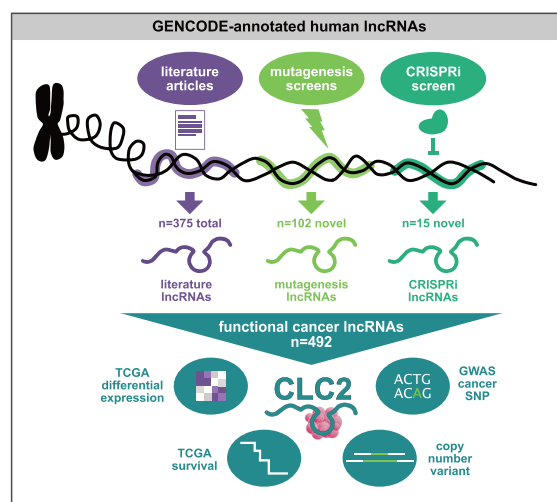 GENCODE-annotated human lncRNAs
literature
articles
mutagenesis
screens
CRISPRi
screen
n=375 total
n=102 novel
n=15 novel
literature
lncRNAs
mutagenesis
lncRNAs
CRISPRi
lncRNAs
functional cancer lncRNAs
n=492
TCGA
differential
expression
CLC2
ACTG
ACAG
GWAS
cancer
SNP
TCGA
survival
copy
number
variant